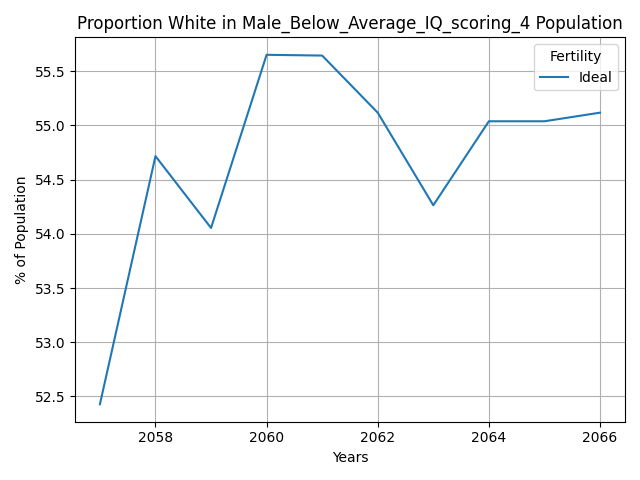 Proportion White in Male_Below_Average_IQ_scoring_4 Population
Fertility
Ideal
% of Population
55.5
55.0
54.5
54.0
53.5
53.0
52.5
2058
2060
2062
2064
2066
Years